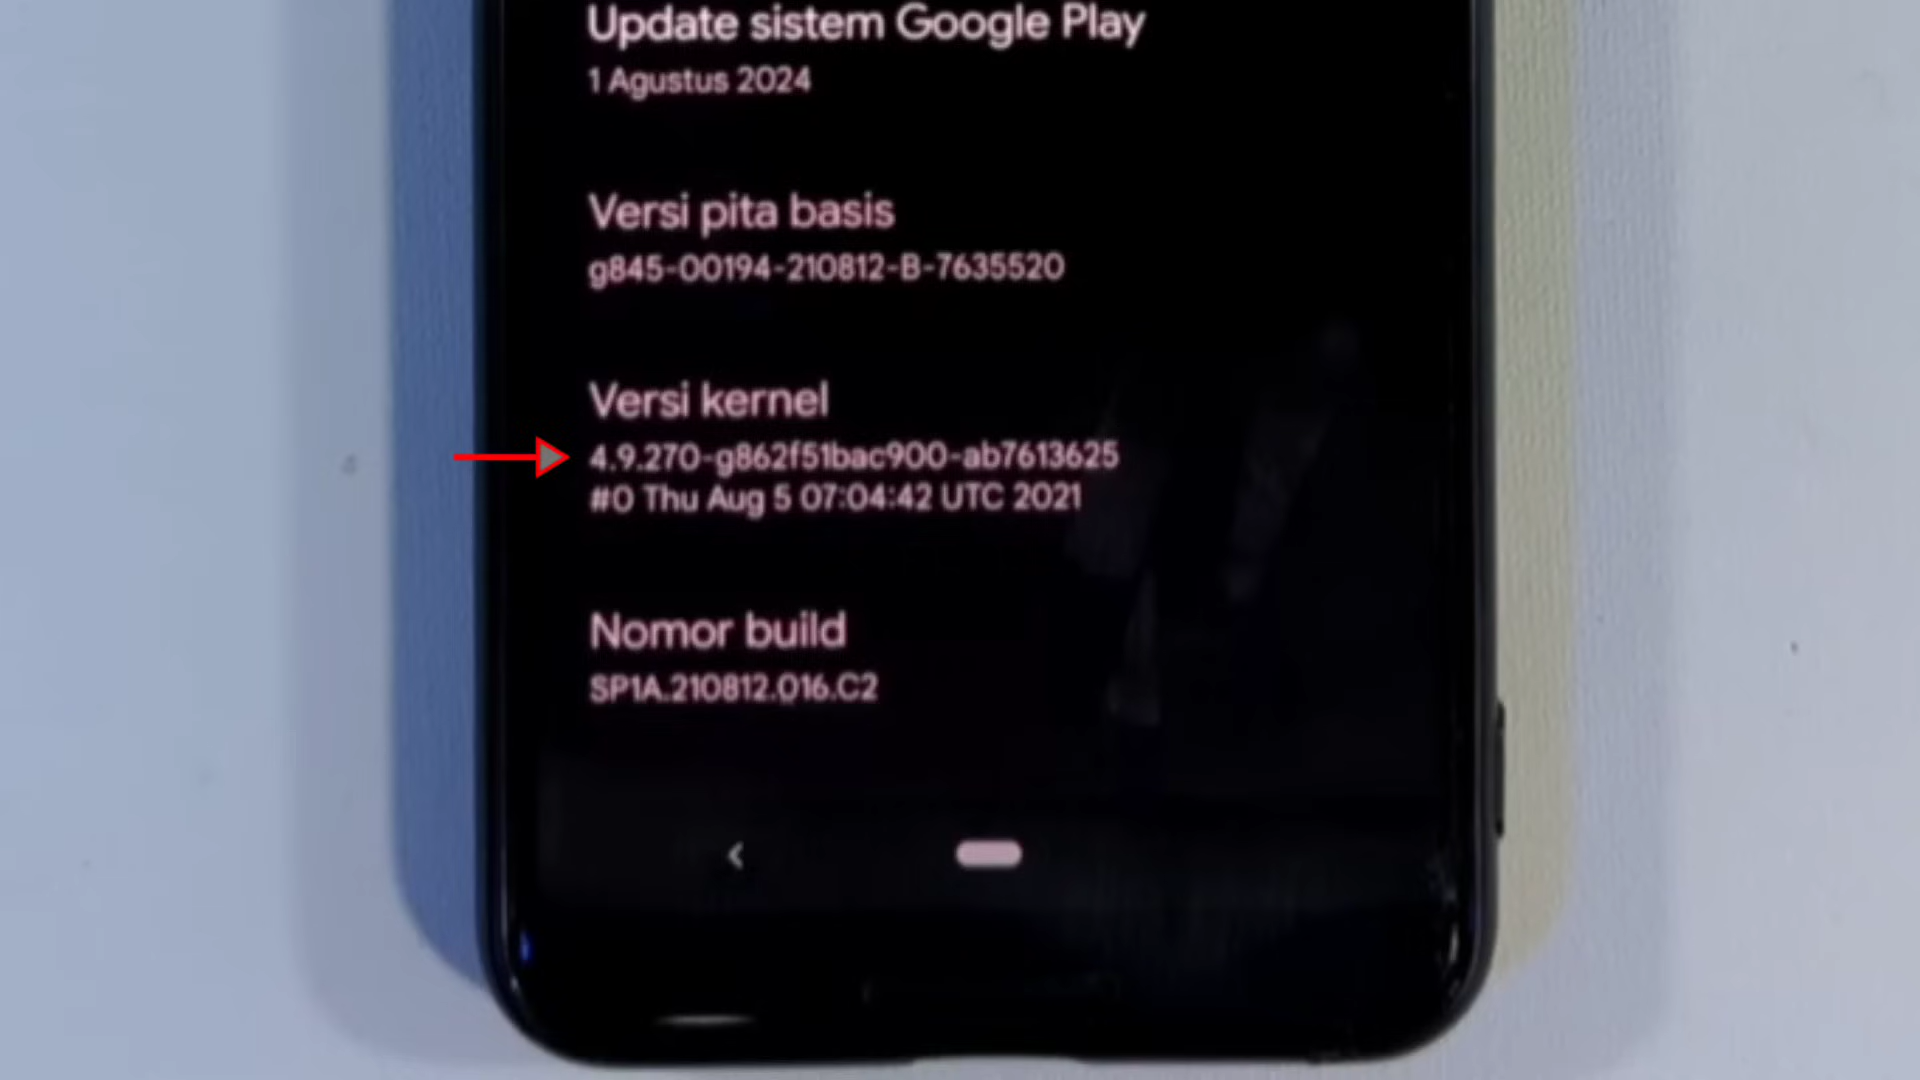 Update sistem Google Play
1 Agustus 2024
Versi pita basis
g845-00194-210812-B-7635520
Versi kernel
4.9.270-g862f51bac900-ab7613625
#0 Thu Aug 5 07:04:42 UTC 2021
Nomor build
SP1A.210812.016.C2